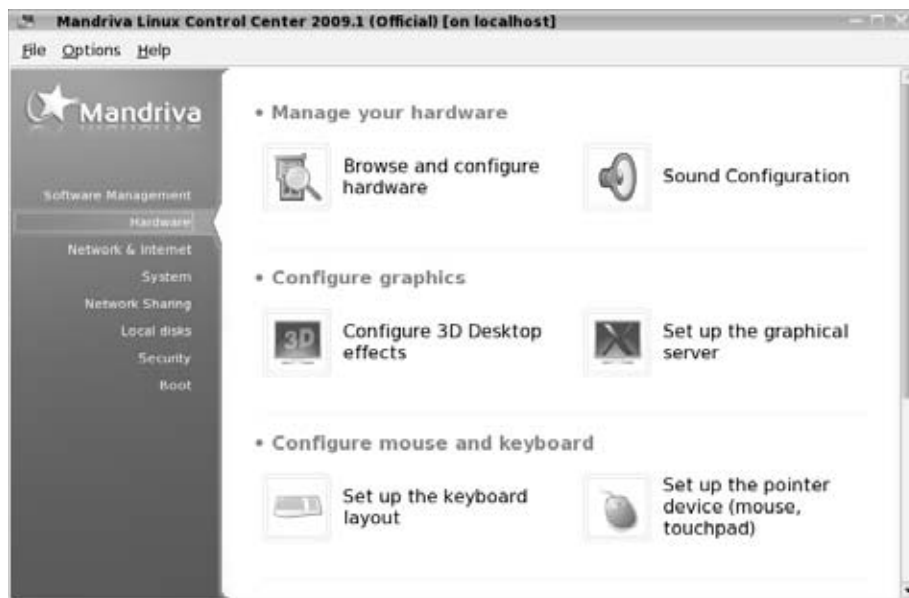 Mandriva Linux Control Center 2009.1 (Official) [on localhost]
File Options Help
Mandriva
Software Management
Hardware
Network & Internet
System
Network Sharing
Local disks
Security
Boot
• Manage your hardware
Browse and configure
hardware
Sound Configuration
• Configure graphics
3D
Configure 3D Desktop
effects
X
Set up the graphical
server
• Configure mouse and keyboard
Set up the keyboard
layout
Set up the pointer
device (mouse,
touchpad)